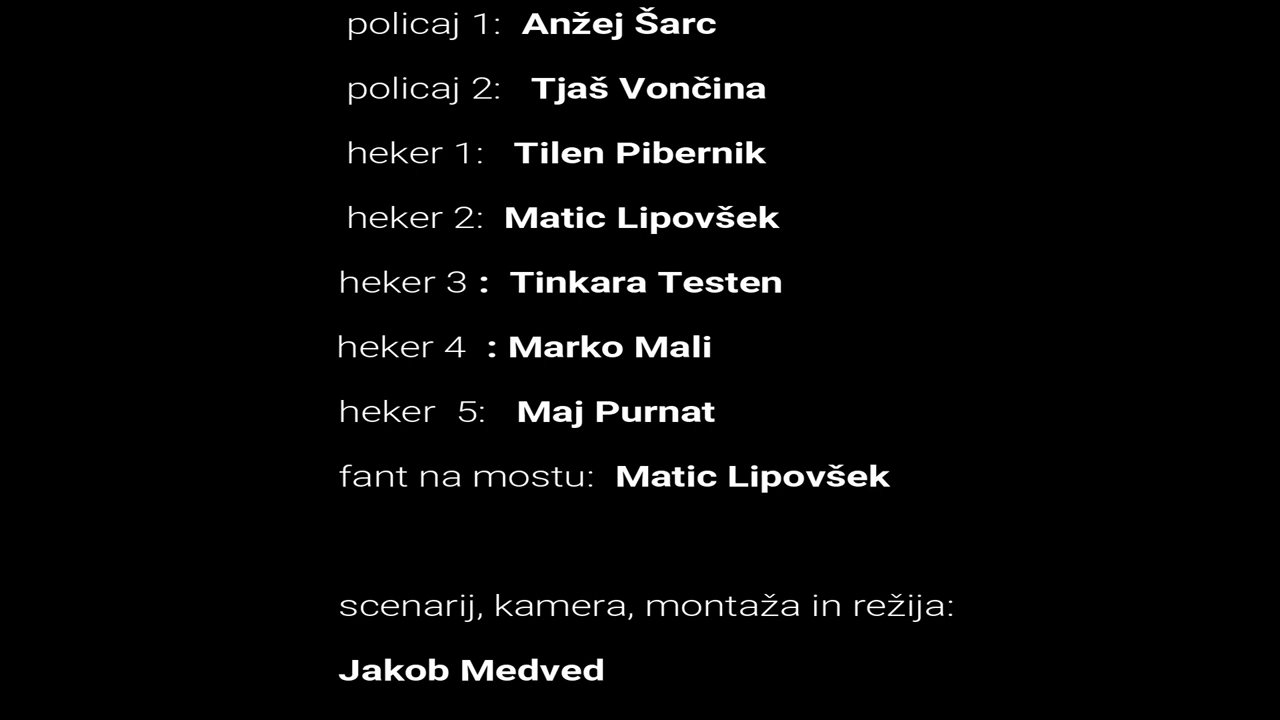 policaj 1: Anžej Šarc
policaj 2: Tjaš Vončina
heker 1: Tilen Pibernik
heker 2: Matic Lipovšek
heker 3 : Tinkara Testen
heker 4 : Marko Mali
heker 5: Maj Purnat
fant na mostu: Matic Lipovšek
scenarij, kamera, montaža in režija:
Jakob Medved